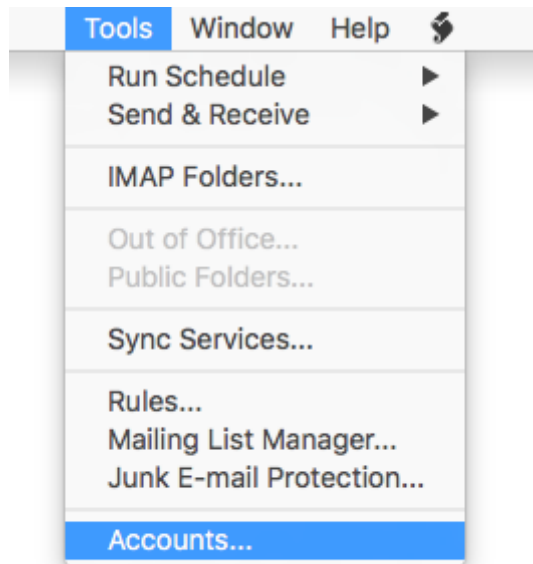 Tools Window Help
Run Schedule
Send & Receive
IMAP Folders...
Out of Office...
Public Folders...
Sync Services...
Rules...
Mailing List Manager...
Junk E-mail Protection...
Accounts...